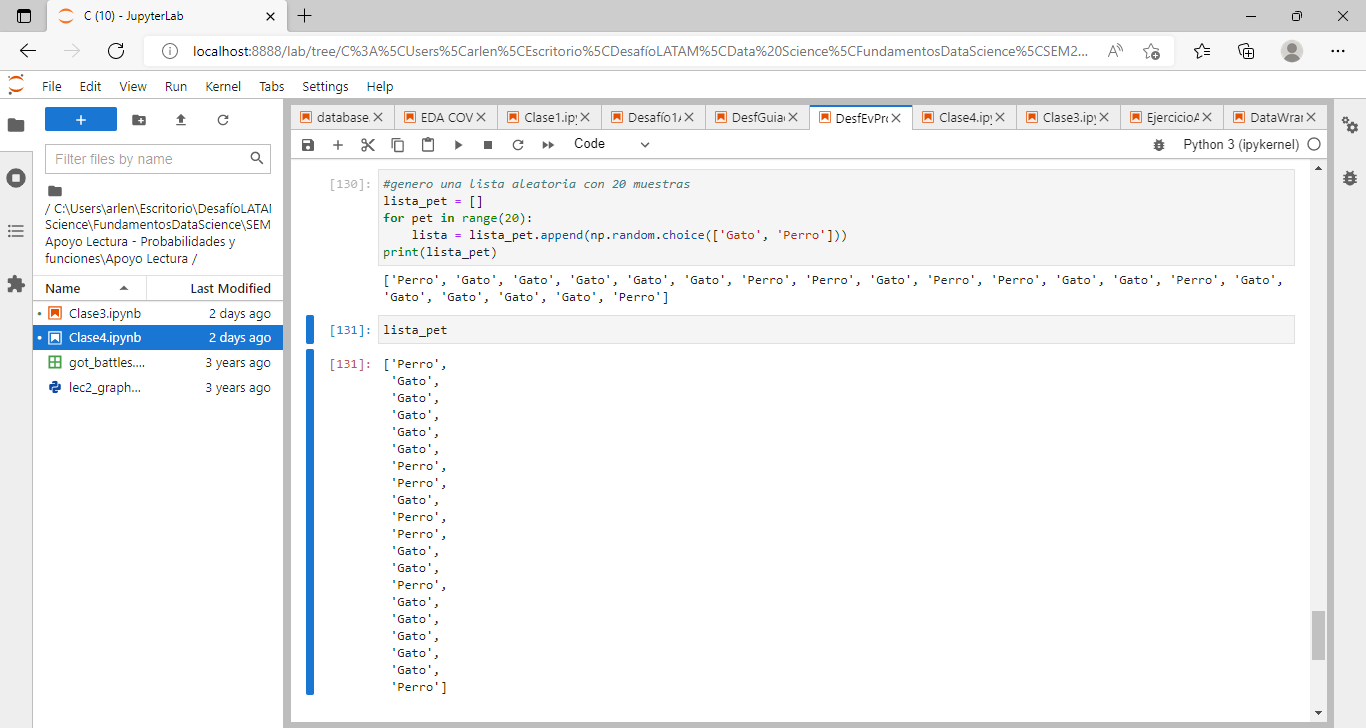 C (10) - JupyterLab
localhost:8888/lab/tree/C%3A%5CUsers%5Carlen%5CEscritorio%5CDesafíoLATAM%5CData%20Science%5CFundamentosDataScience%5CSEM2...
File Edit View Run Kernel Tabs Settings Help
database. EDA COV Clase1.ipy Desafío1/ DesfGuia DesfEvPr Clase4.ipy Clase3.ipy EjercicioA DataWrar
Code Python 3 (ipykernel)
Filter files by name
/ C:\Users\arlen\Escritorio\DesafíoLATAM
Science\FundamentosDataScience\SEM
Apoyo Lectura - Probabilidades y
funciones\Apoyo Lectura /
Name Last Modified
Clase3.ipynb 2 days ago
Clase4.ipynb 2 days ago
got_battles.... 3 years ago
lec2_graph... 3 years ago
[130]: #genero una lista aleatoria con 20 muestras
lista_pet = []
for pet in range(20):
    lista = lista_pet.append(np.random.choice(['Gato', 'Perro']))
print(lista_pet)
['Perro', 'Gato', 'Gato', 'Gato', 'Gato', 'Gato', 'Perro', 'Perro', 'Gato', 'Perro', 'Perro', 'Gato', 'Gato', 'Perro', 'Gato',
'Gato', 'Gato', 'Gato', 'Gato', 'Perro']
[131]: lista_pet
[131]: ['Perro',
'Gato',
'Gato',
'Gato',
'Gato',
'Gato',
'Perro',
'Perro',
'Gato',
'Perro',
'Perro',
'Gato',
'Gato',
'Perro',
'Gato',
'Gato',
'Gato',
'Gato',
'Gato',
'Perro']